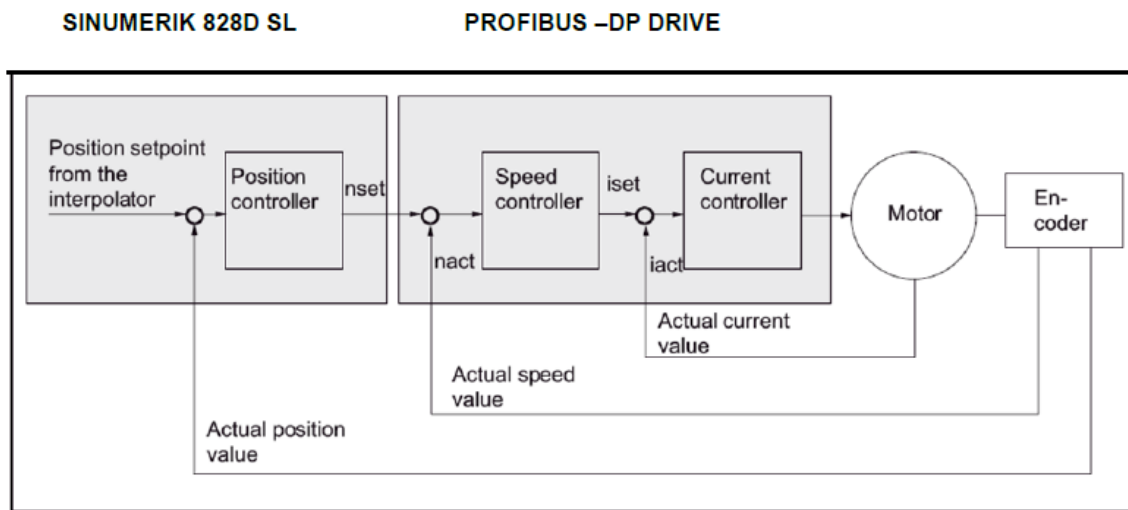 SINUMERIK 828D SL
PROFIBUS –DP DRIVE
Position setpoint
from the
interpolator
Position
controller
nset
Speed
controller
iset
Current
controller
Motor
En-
coder
nact
iact
Actual current
value
Actual speed
value
Actual position
value